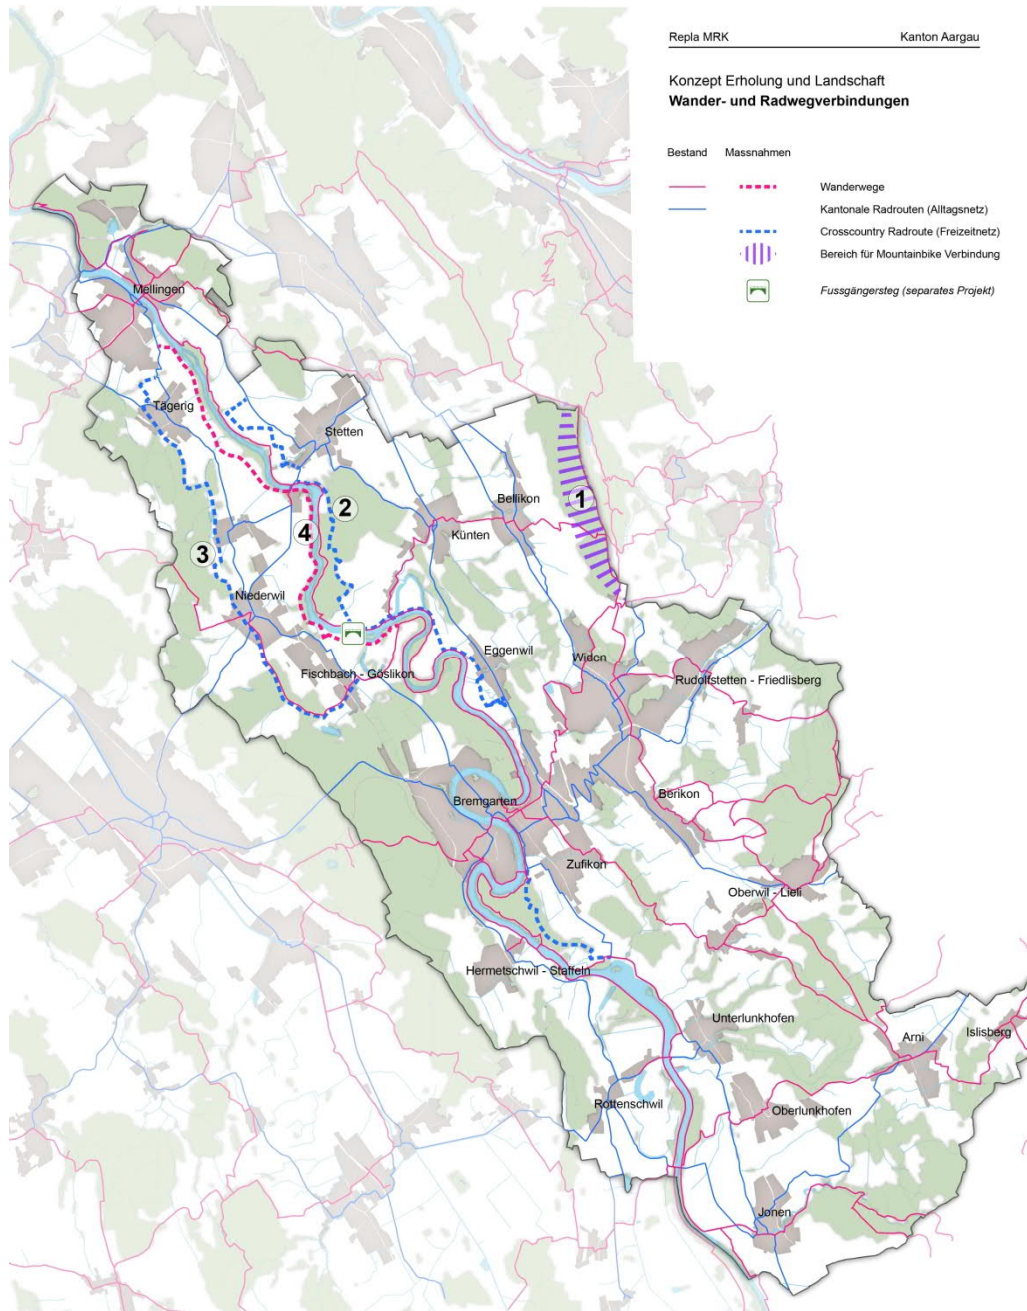 Repla MRK Kanton Aargau
Konzept Erholung und Landschaft
Wander- und Radwegverbindungen
Bestand Massnahmen
Wanderwege
Kantonale Radrouten (Alltagsnetz)
Crosscountry Radroute (Freizeitnetz)
Bereich für Mountainbike Verbindung
Fussgängersteg (separates Projekt)
Mellingen
Tägerig
Stetten
1
2
Bellikon
4
Künten
3
Niederwil
Eggenwil
Widen
Fischbach - Göslikon
Rudolfstetten - Friedlisberg
Bremgarten
Berikon
Zufikon
Oberwil - Lieli
Hermetschwil - Staffeln
Unterlunkhofen
Islisberg
Arni
Rottenschwil
Oberlunkhofen
Jonen